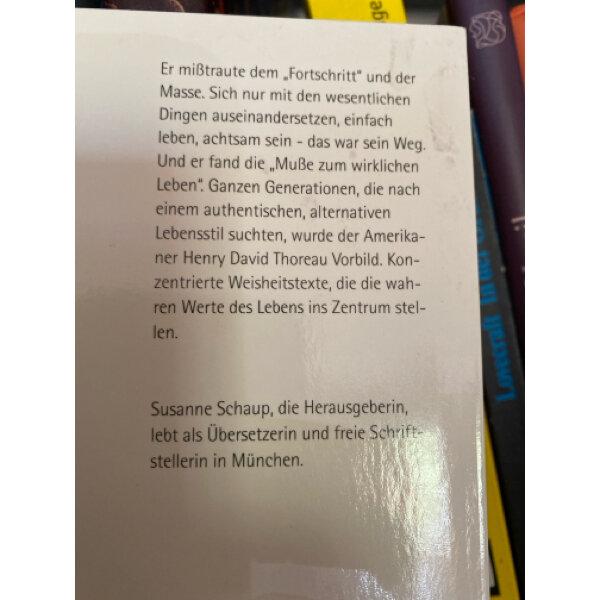 Er mißtraute dem „Fortschritt“ und der
Masse. Sich nur mit den wesentlichen
Dingen auseinandersetzen, einfach
leben, achtsam sein - das war sein Weg.
Und er fand die „Muße zum wirklichen
Leben“. Ganzen Generationen, die nach
einem authentischen, alternativen
Lebensstil suchten, wurde der Amerika-
ner Henry David Thoreau Vorbild. Kon-
zentrierte Weisheitstexte, die die wah-
ren Werte des Lebens ins Zentrum stel-
len.
Susanne Schaup, die Herausgeberin,
lebt als Übersetzerin und freie Schrift-
stellerin in München.
Lovecraft In der